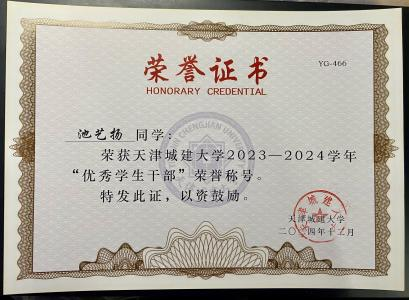 荣誉证书
HONORARY CREDENTIAL
YG-466
池艺扬 同学:
荣获天津城建大学2023—2024学年
“优秀学生干部”荣誉称号。
特发此证,以资鼓励。
天津城建大学
二〇二四年十二月